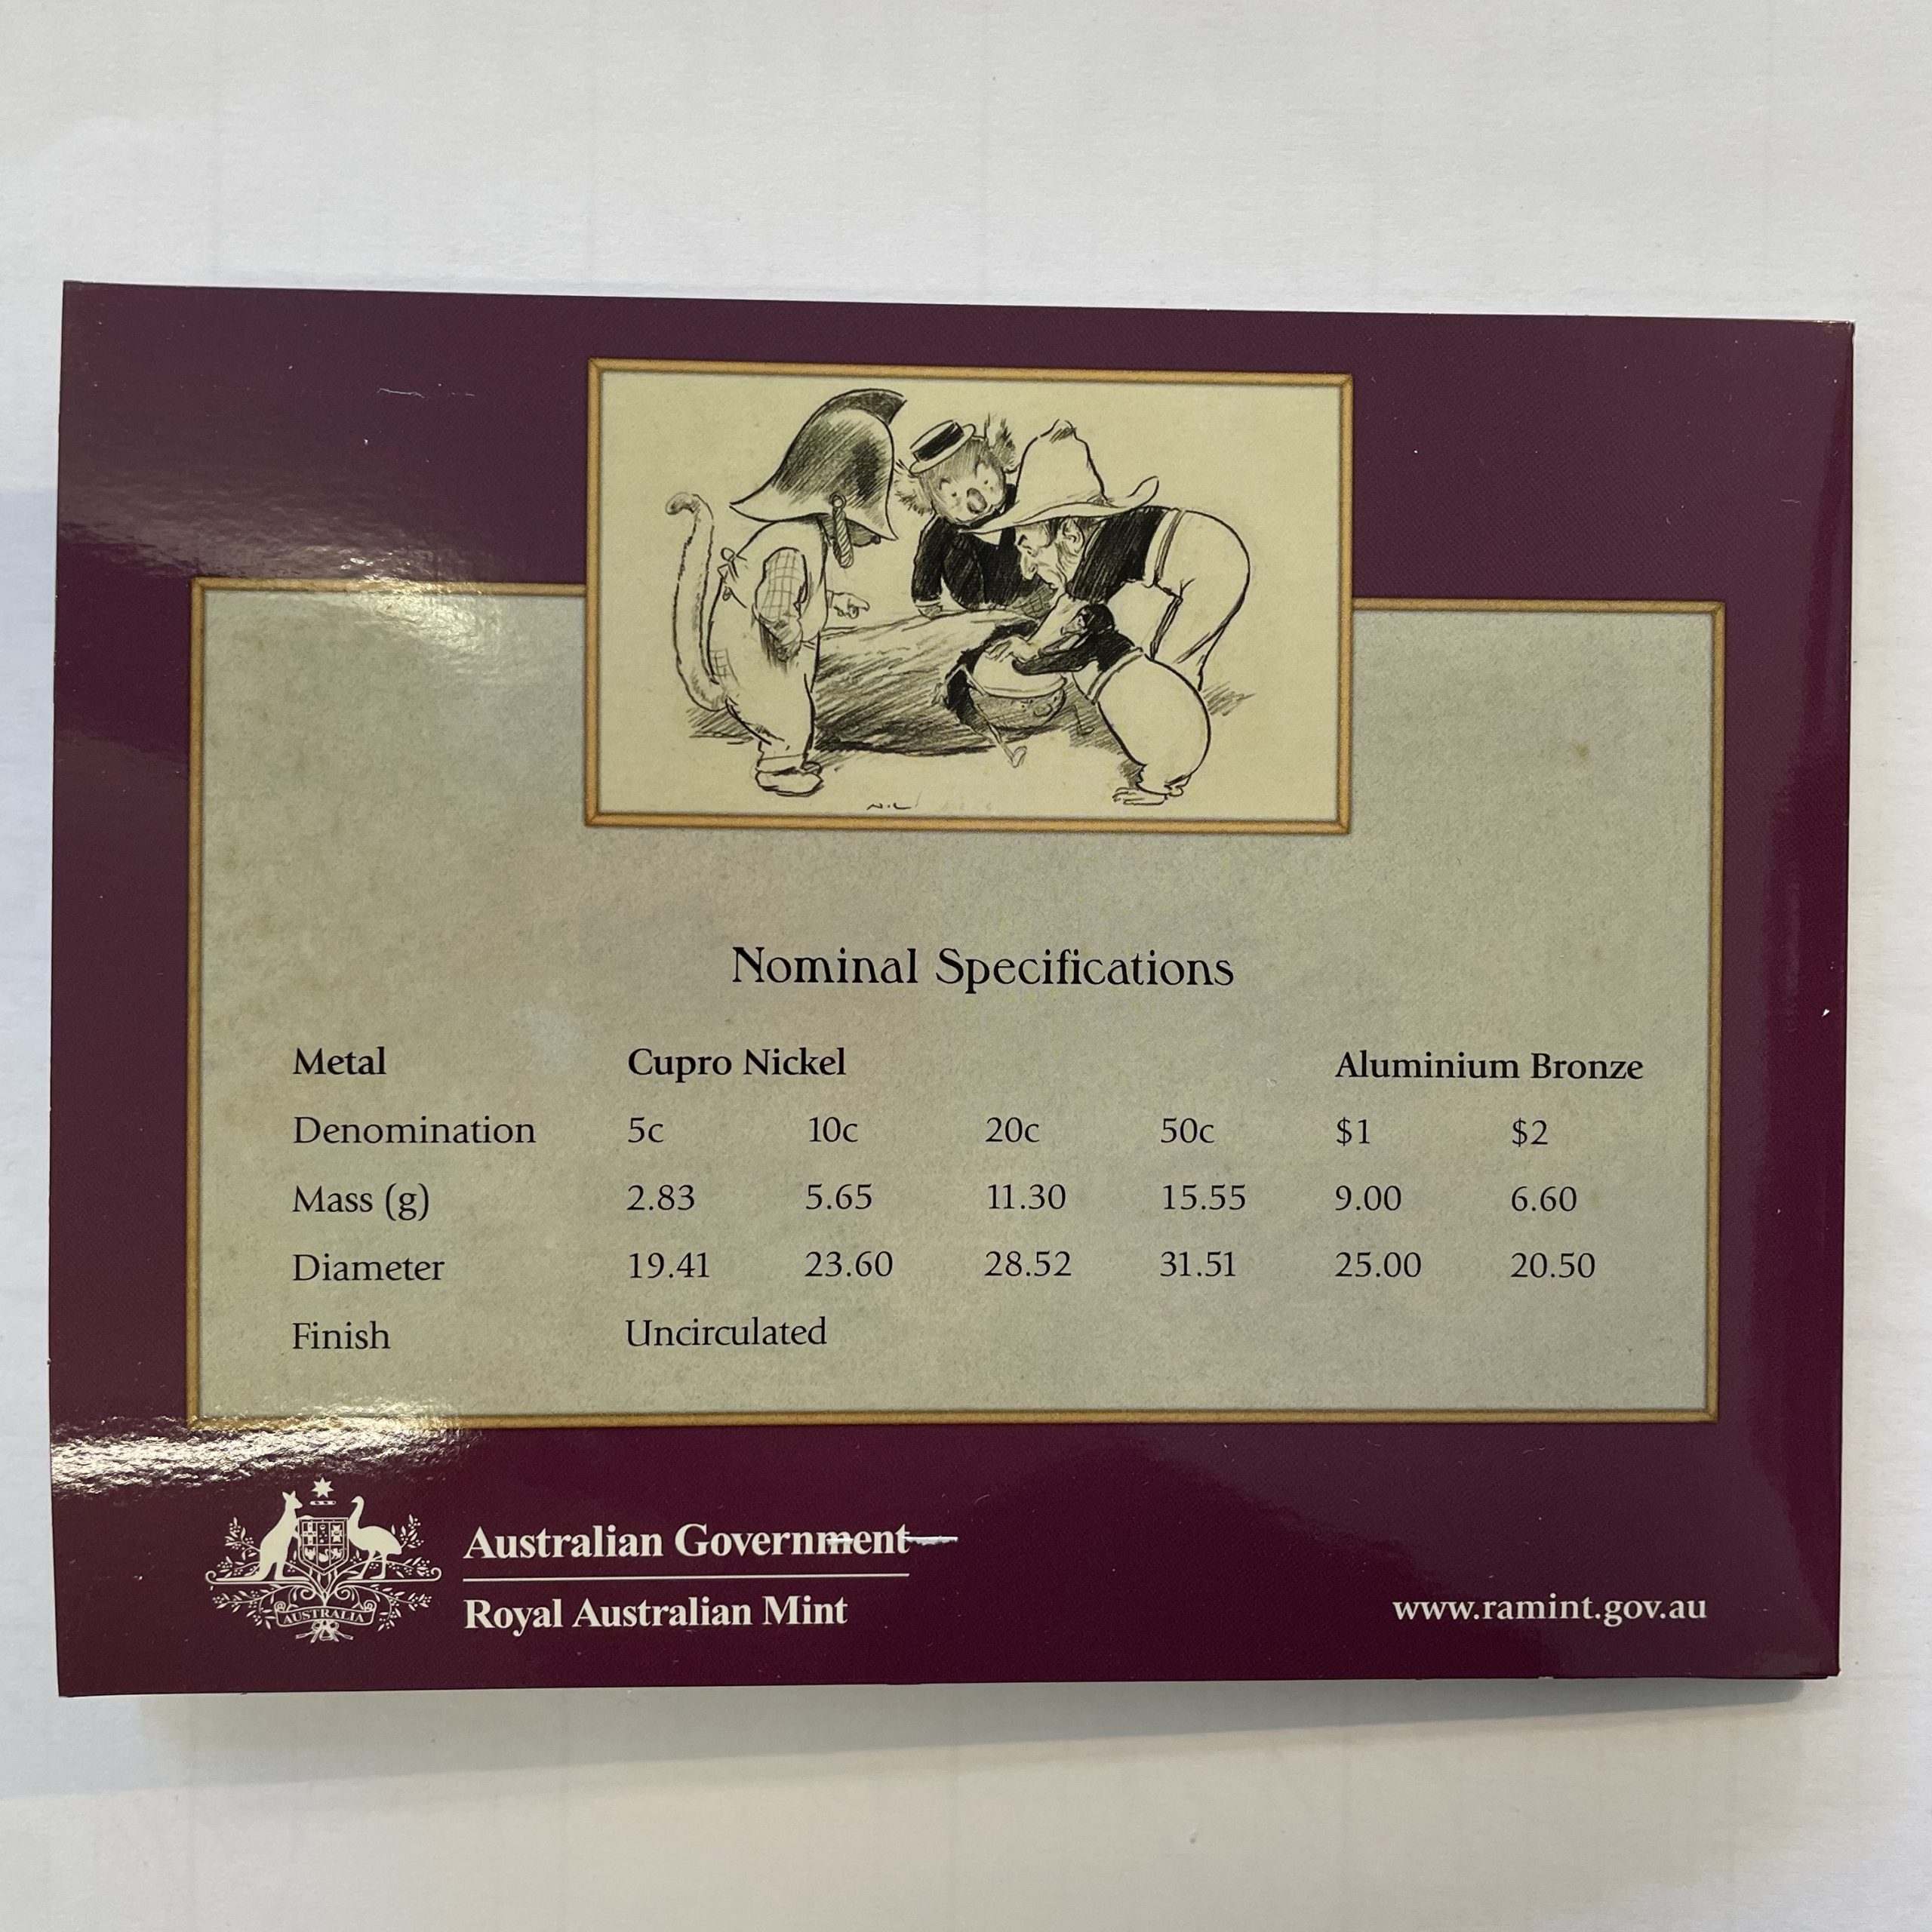 N.L
Nominal Specifications
Metal Cupro Nickel Aluminium Bronze
Denomination 5c 10c 20c 50c $1 $2
Mass (g) 2.83 5.65 11.30 15.55 9.00 6.60
Diameter 19.41 23.60 28.52 31.51 25.00 20.50
Finish Uncirculated
AUSTRALIA
Australian Government
Royal Australian Mint
www.ramint.gov.au